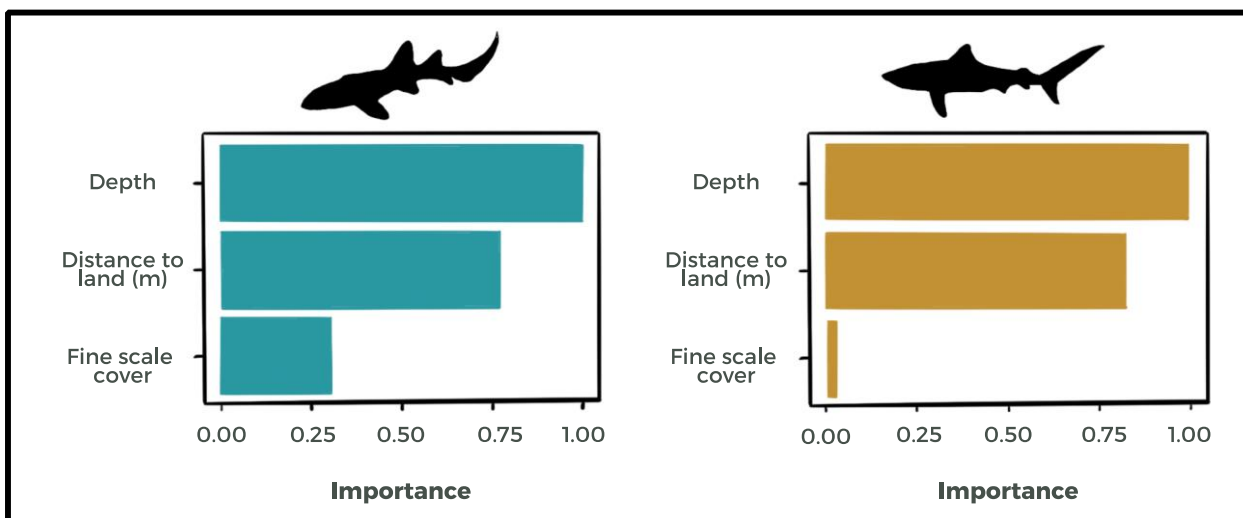 Depth
Distance to
land (m)
Fine scale
cover
0.00 0.25 0.50 0.75 1.00
Importance
Depth
Distance to
land (m)
Fine scale
cover
0.00 0.25 0.50 0.75 1.00
Importance